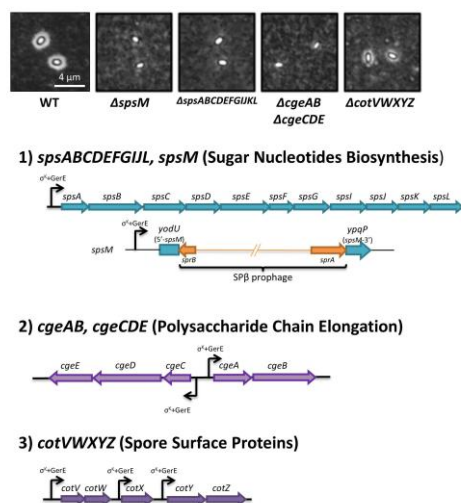 4 μm
WT
ΔspsM
ΔspsABCDEFGIJKL
ΔcgeAB
ΔcgeCDE
ΔcotVWXYZ
1) spsABCDEFGIJL, spsM (Sugar Nucleotides Biosynthesis)
σᴷ+GerE
spsA spsB spsC spsD spsE spsF spsG spsI spsJ spsK spsL
σᴷ+GerE
yodU ypqP
spsM (5'-spsM) (spsM-3')
sprB sprA
SPβ prophage
2) cgeAB, cgeCDE (Polysaccharide Chain Elongation)
σᴷ+GerE
cgeE cgeD cgeC cgeA cgeB
σᴷ+GerE
3) cotVWXYZ (Spore Surface Proteins)
σᴷ+GerE σᴷ+GerE σᴷ+GerE
cotV cotW cotX cotY cotZ